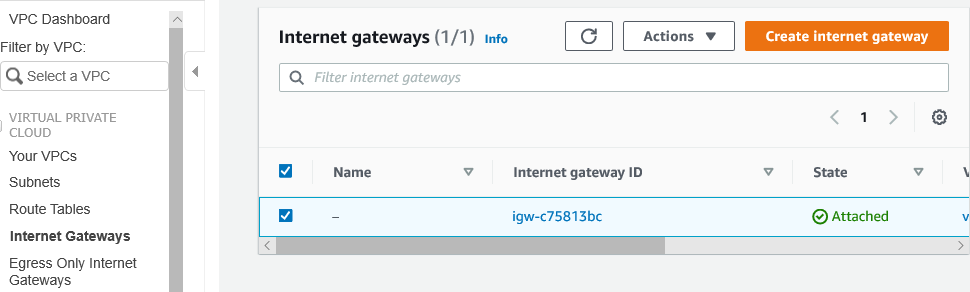 VPC Dashboard
Filter by VPC:
Select a VPC
VIRTUAL PRIVATE
CLOUD
Your VPCs
Subnets
Route Tables
Internet Gateways
Egress Only Internet
Gateways
Internet gateways (1/1) Info
Actions
Create internet gateway
Filter internet gateways
1
Name Internet gateway ID State V
– igw-c75813bc Attached v